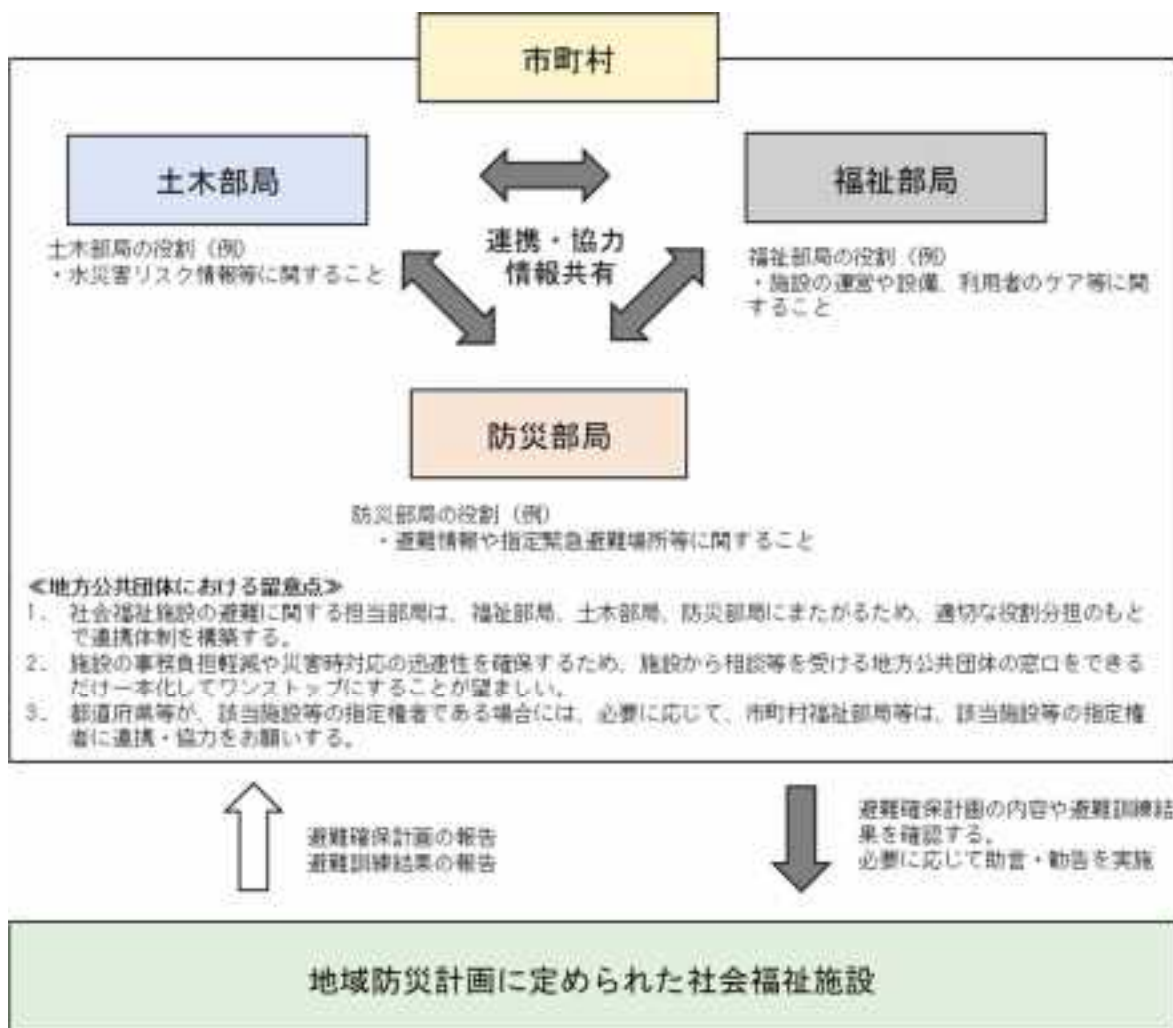 市町村
土木部局
福祉部局
土木部局の役割（例）
・水災害リスク情報等に関すること
連携・協力
情報共有
福祉部局の役割（例）
・施設の運営や設備、利用者のケア等に関
すること
防災部局
防災部局の役割（例）
・避難情報や指定緊急避難場所等に関すること
≪地方公共団体における留意点≫
1． 社会福祉施設の避難に関する担当部局は、福祉部局、土木部局、防災部局にまたがるため、適切な役割分担のもと
で連携体制を構築する。
2． 施設の事務負担軽減や災害時対応の迅速性を確保するため、施設から相談等を受ける地方公共団体の窓口をできる
だけ一本化してワンストップにすることが望ましい。
3． 都道府県等が、該当施設等の指定権者である場合には、必要に応じて、市町村福祉部局等は、該当施設等の指定権
者に連携・協力をお願いする。
避難確保計画の報告
避難訓練結果の報告
避難確保計画の内容や避難訓練結
果を確認する。
必要に応じて助言・勧告を実施
地域防災計画に定められた社会福祉施設